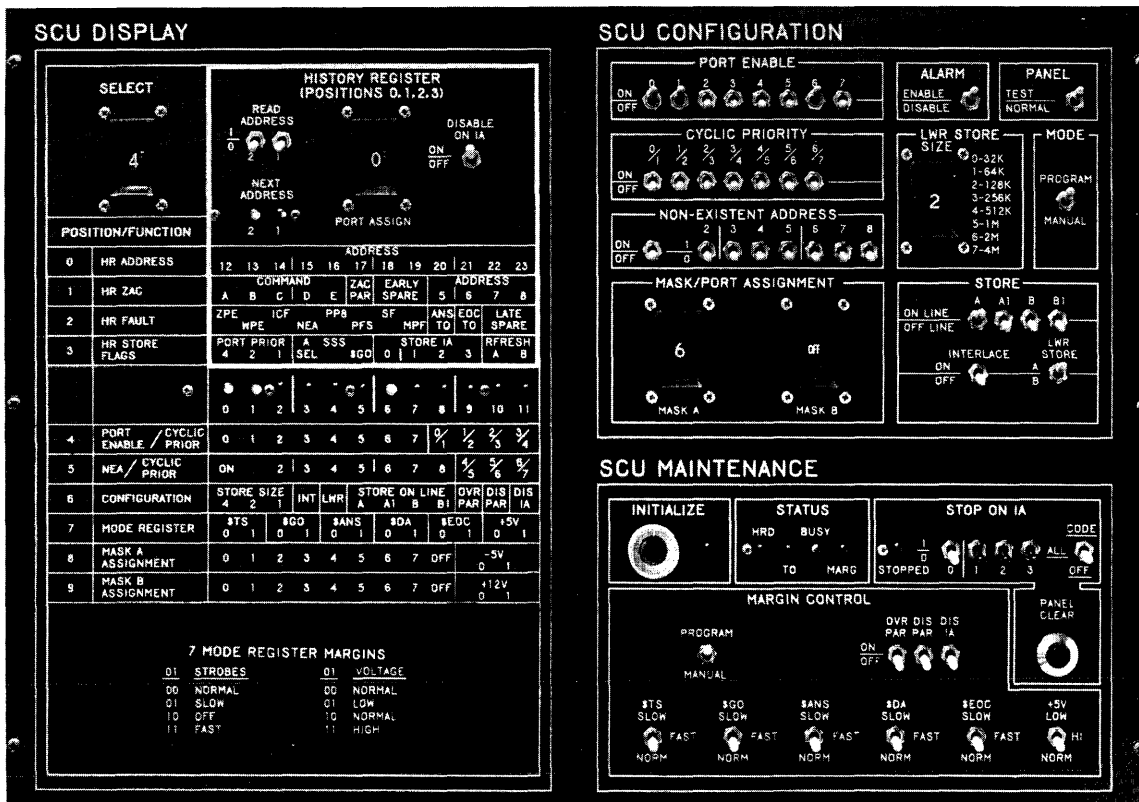 SCU DISPLAY
SELECT
4
HISTORY REGISTER
(POSITIONS 0,1,2,3)
READ
ADDRESS
1
0
2 1
NEXT
ADDRESS
2 1
0
PORT ASSIGN
DISABLE
ON IA
ON
OFF
POSITION/FUNCTION
ADDRESS
0 HR ADDRESS 12 13 14 15 16 17 18 19 20 21 22 23
1 HR ZAC COMMAND A B C D E ZAC PAR EARLY SPARE ADDRESS 5 6 7 8
2 HR FAULT ZPE WPE ICF NEA PPB PFS SF MPF ANS TO EOC TO LATE SPARE
3 HR STORE FLAGS PORT PRIOR 4 2 1 A SEL SSS $GO STORE IA 0 1 2 3 RFRESH A B
0 1 2 3 4 5 6 7 8 9 10 11
4 PORT ENABLE / CYCLIC PRIOR 0 1 2 3 4 5 6 7 0/1 1/2 2/3 3/4
5 NEA / CYCLIC PRIOR ON 2 3 4 5 6 7 8 4/5 5/6 6/7
6 CONFIGURATION STORE SIZE 4 2 1 INT LWR STORE ON LINE A A1 B B1 OVR PAR DIS PAR DIS IA
7 MODE REGISTER $TS 0 1 $GO 0 1 $ANS 0 1 $DA 0 1 $EOC 0 1 +5V 0 1
8 MASK A ASSIGNMENT 0 1 2 3 4 5 6 7 OFF -5V 0 1
9 MASK B ASSIGNMENT 0 1 2 3 4 5 6 7 OFF +12V 0 1
7 MODE REGISTER MARGINS
01 STROBES 01 VOLTAGE
00 NORMAL 00 NORMAL
01 SLOW 01 LOW
10 OFF 10 NORMAL
11 FAST 11 HIGH
SCU CONFIGURATION
PORT ENABLE
0 1 2 3 4 5 6 7
ON
OFF
ALARM
ENABLE
DISABLE
PANEL
TEST
NORMAL
CYCLIC PRIORITY
0/1 1/2 2/3 3/4 4/5 5/6 6/7
ON
OFF
LWR STORE
SIZE
2
0-32K
1-64K
2-128K
3-256K
4-512K
5-1M
6-2M
7-4M
MODE
PROGRAM
MANUAL
NON-EXISTENT ADDRESS
2 3 4 5 6 7 8
ON
OFF
1
0
MASK/PORT ASSIGNMENT
6
OFF
MASK A
MASK B
STORE
A A1 B B1
ON LINE
OFF LINE
INTERLACE
ON
OFF
LWR
STORE
A
B
SCU MAINTENANCE
INITIALIZE
STATUS
HRD BUSY
TO MARG
STOP ON IA
STOPPED
1
0
0 1 2 3
ALL
CODE
OFF
MARGIN CONTROL
PROGRAM
MANUAL
OVR PAR DIS PAR DIS IA
ON
OFF
PANEL
CLEAR
$TS $GO $ANS $DA $EOC +5V
SLOW SLOW SLOW SLOW SLOW LOW
FAST FAST FAST FAST FAST HI
NORM NORM NORM NORM NORM NORM